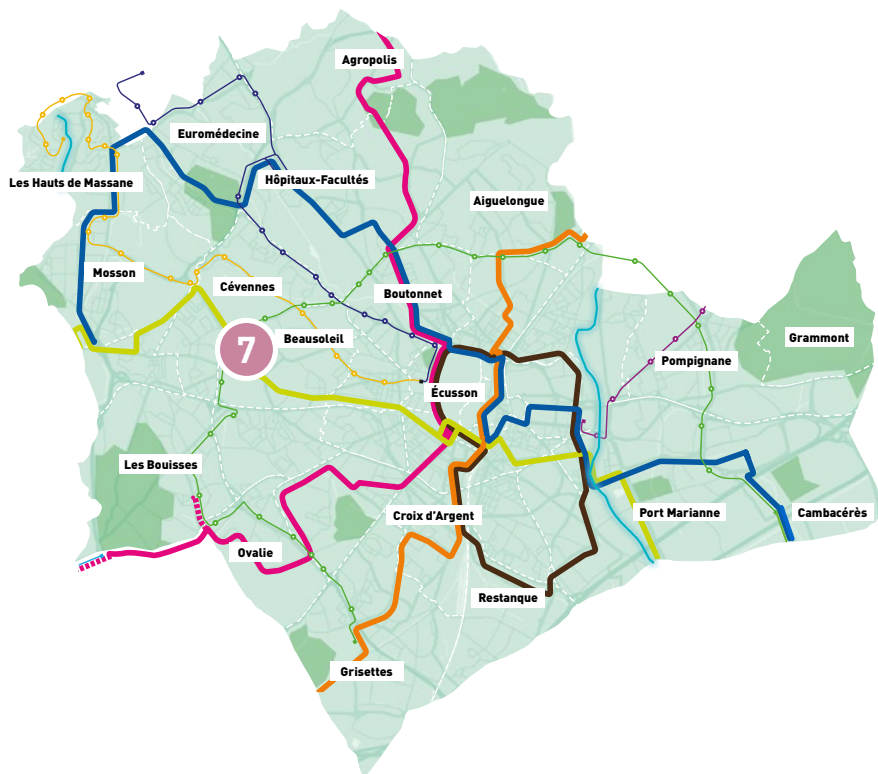 Agropolis
Euromédecine
Les Hauts de Massane
Hôpitaux-Facultés
Aiguelongue
Mosson
Cévennes
Boutonnet
7
Beausoleil
Grammont
Pompignane
Écusson
Les Bouisses
Croix d'Argent
Port Marianne
Cambacérès
Ovalie
Restanque
Grisettes